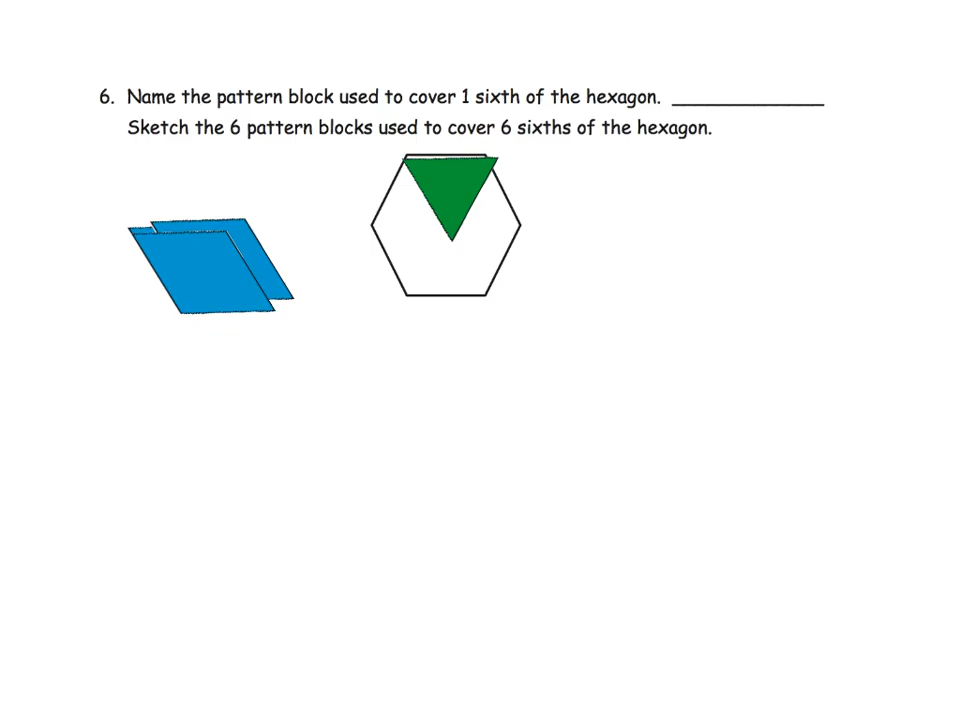 6. Name the pattern block used to cover 1 sixth of the hexagon. _______________
Sketch the 6 pattern blocks used to cover 6 sixths of the hexagon.